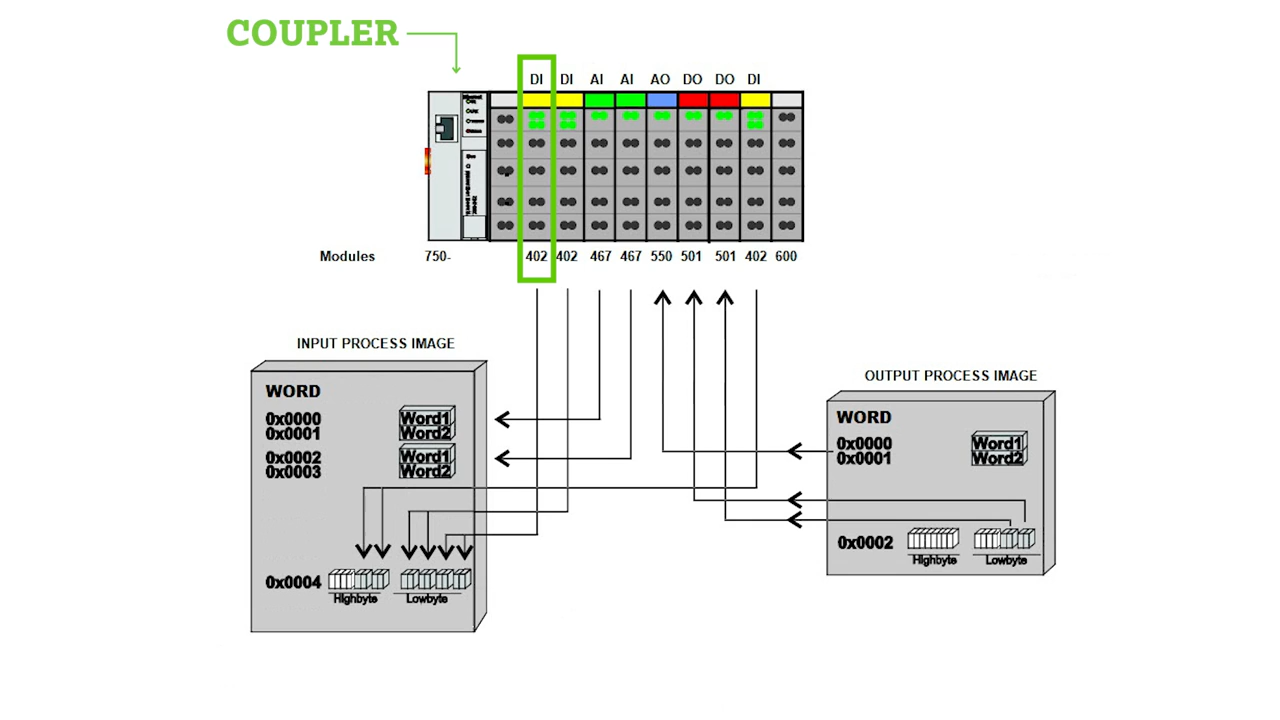 COUPLER
DI DI AI AI AO DO DO DI
Modules 750- 402 402 467 467 550 501 501 402 600
INPUT PROCESS IMAGE
WORD
0x0000 Word1
0x0001 Word2
0x0002 Word1
0x0003 Word2
0x0004
Highbyte Lowbyte
OUTPUT PROCESS IMAGE
WORD
0x0000 Word1
0x0001 Word2
0x0002
Highbyte Lowbyte